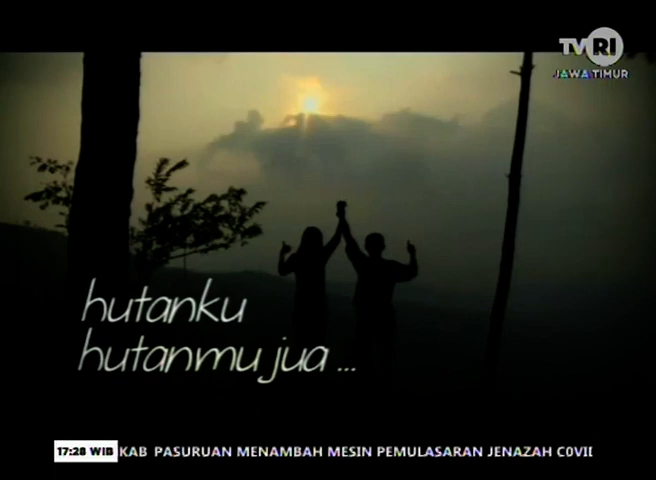 TVRI
JAWA TIMUR
hutanku
hutanmu jua ...
17:28 WIB KAB PASURUAN MENAMBAH MESIN PEMULASARAN JENAZAH COVI